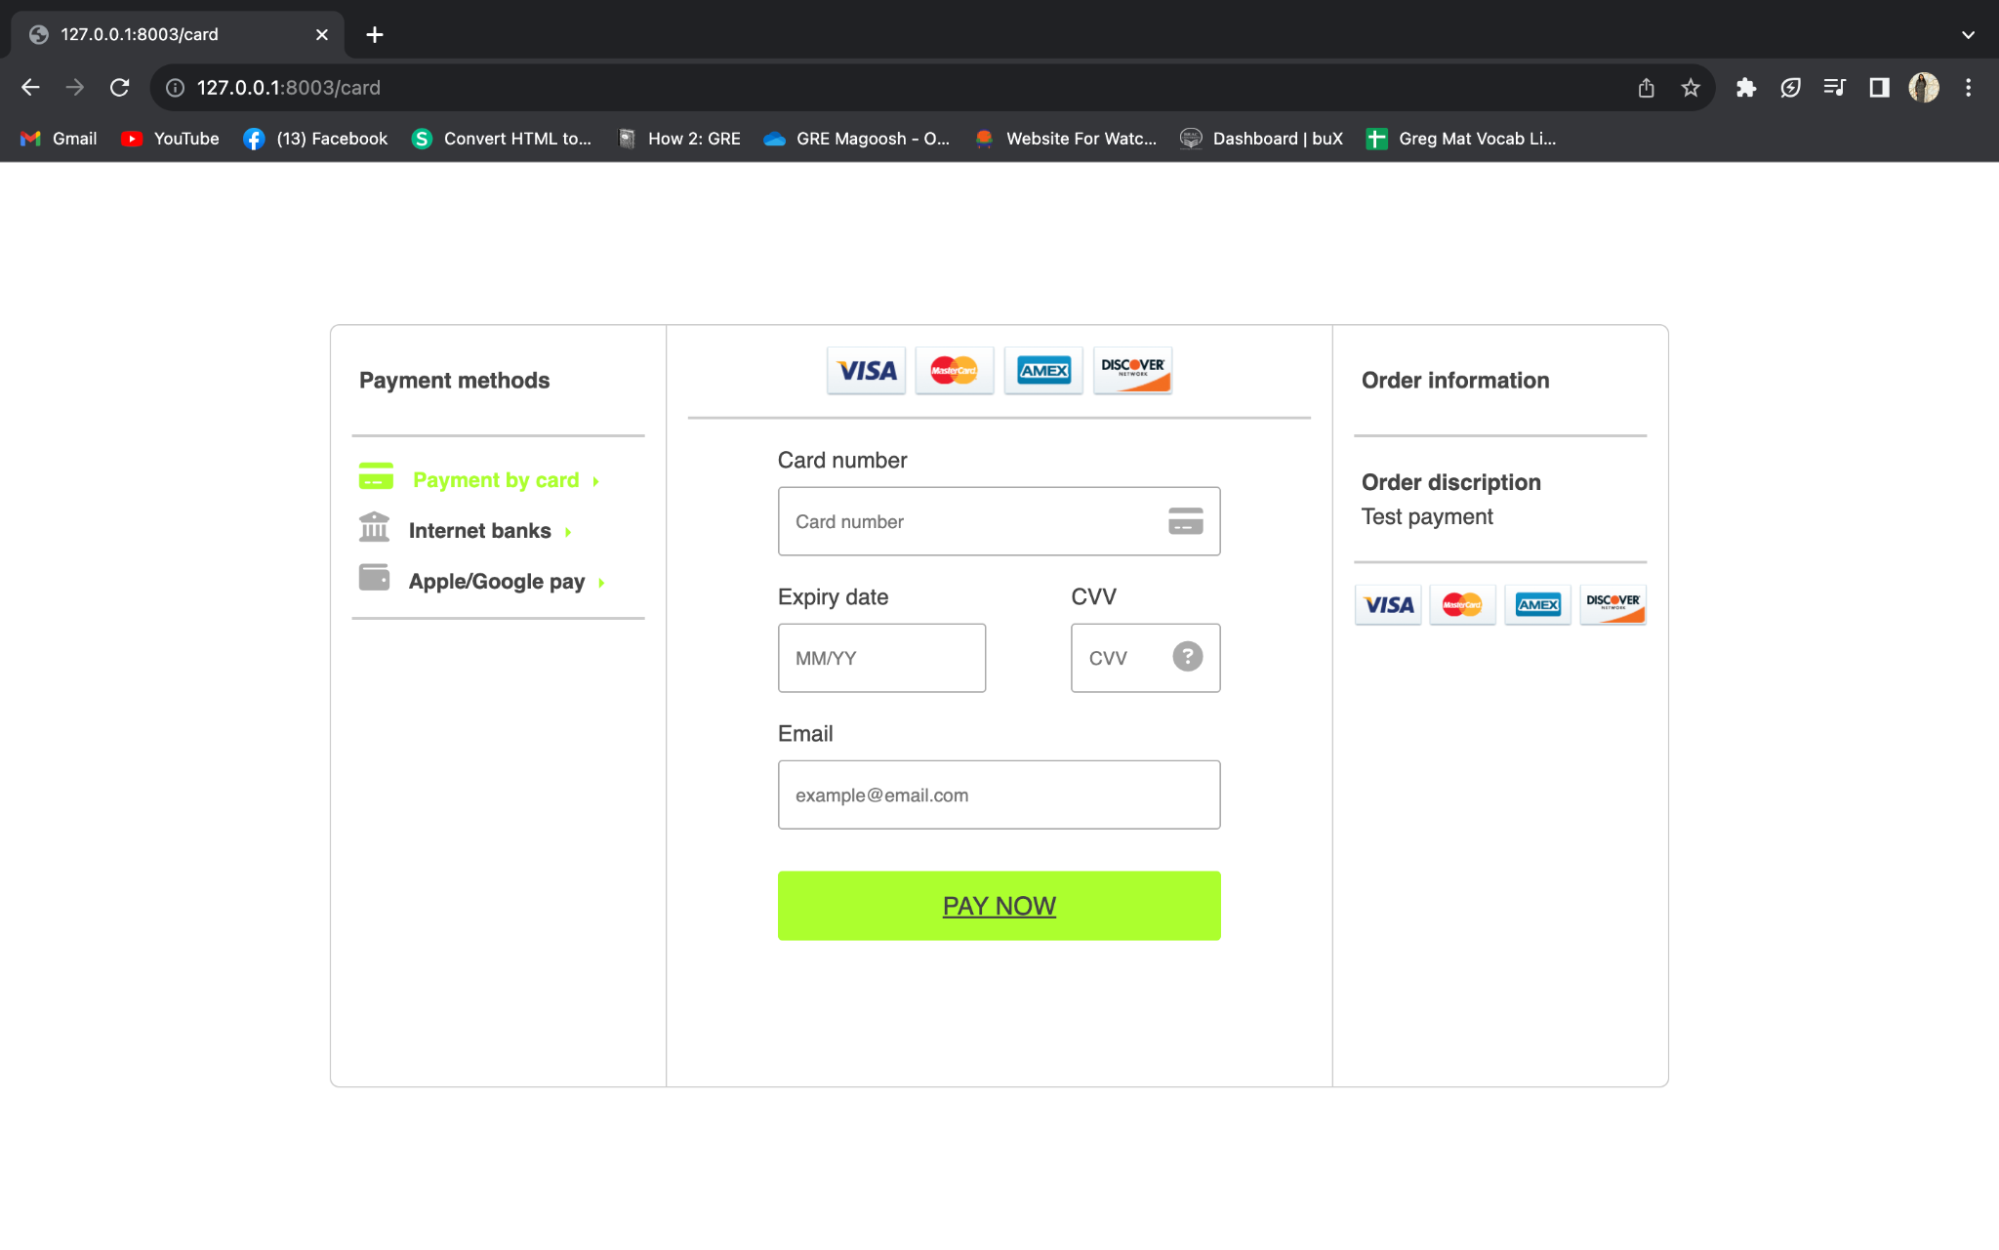 127.0.0.1:8003/card
127.0.0.1:8003/card
Gmail
YouTube
(13) Facebook
Convert HTML to...
How 2: GRE
GRE Magoosh - O...
Website For Watc...
Dashboard | buX
Greg Mat Vocab Li...
Payment methods
Payment by card
Internet banks
Apple/Google pay
VISA
MasterCard
AMEX
DISCOVER
NETWORK
Card number
Card number
Expiry date
CVV
MM/YY
CVV
?
Email
example@email.com
PAY NOW
Order information
Order discription
Test payment
VISA
MasterCard
AMEX
DISCOVER
NETWORK